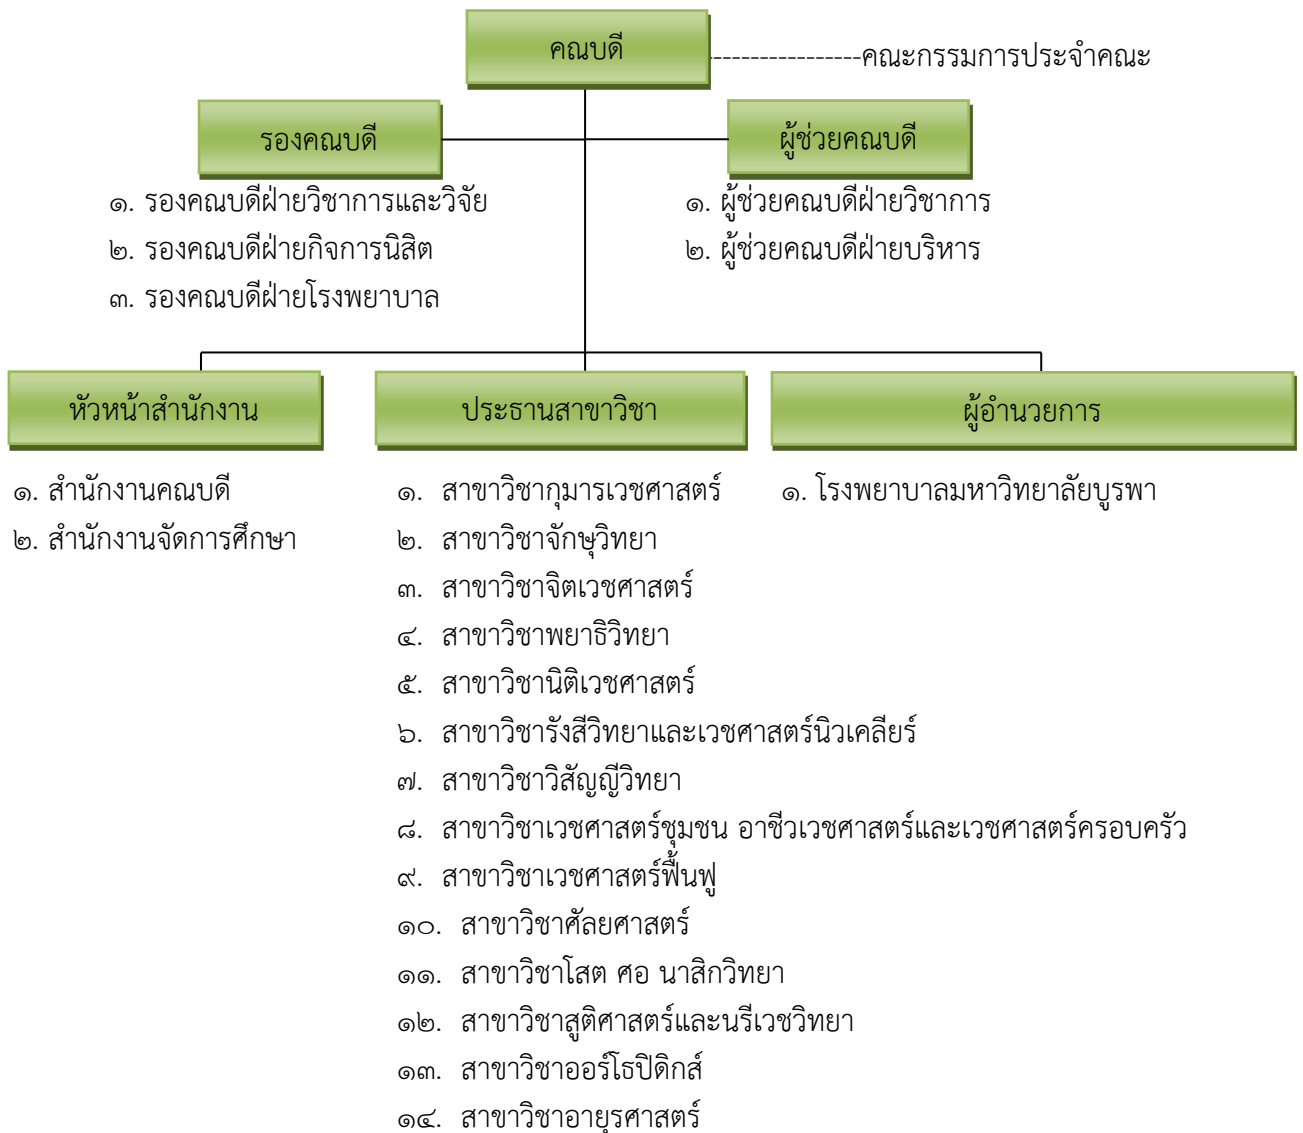 คณบดี
คณะกรรมการประจำคณะ
รองคณบดี
ผู้ช่วยคณบดี
๑. รองคณบดีฝ่ายวิชาการและวิจัย
๒. รองคณบดีฝ่ายกิจการนิสิต
๓. รองคณบดีฝ่ายโรงพยาบาล
๑. ผู้ช่วยคณบดีฝ่ายวิชาการ
๒. ผู้ช่วยคณบดีฝ่ายบริหาร
หัวหน้าสำนักงาน
ประธานสาขาวิชา
ผู้อำนวยการ
๑. สำนักงานคณบดี
๒. สำนักงานจัดการศึกษา
๑. สาขาวิชากุมารเวชศาสตร์
๒. สาขาวิชาจักษุวิทยา
๓. สาขาวิชาจิตเวชศาสตร์
๔. สาขาวิชาพยาธิวิทยา
๕. สาขาวิชานิติเวชศาสตร์
๖. สาขาวิชารังสีวิทยาและเวชศาสตร์นิวเคลียร์
๗. สาขาวิชาวิสัญญีวิทยา
๘. สาขาวิชาเวชศาสตร์ชุมชน อาชีวเวชศาสตร์และเวชศาสตร์ครอบครัว
๙. สาขาวิชาเวชศาสตร์ฟื้นฟู
๑๐. สาขาวิชาศัลยศาสตร์
๑๑. สาขาวิชาโสต ศอ นาสิกวิทยา
๑๒. สาขาวิชาสูติศาสตร์และนรีเวชวิทยา
๑๓. สาขาวิชาออร์โธปิดิกส์
๑๔. สาขาวิชาอายุรศาสตร์
๑. โรงพยาบาลมหาวิทยาลัยบูรพา